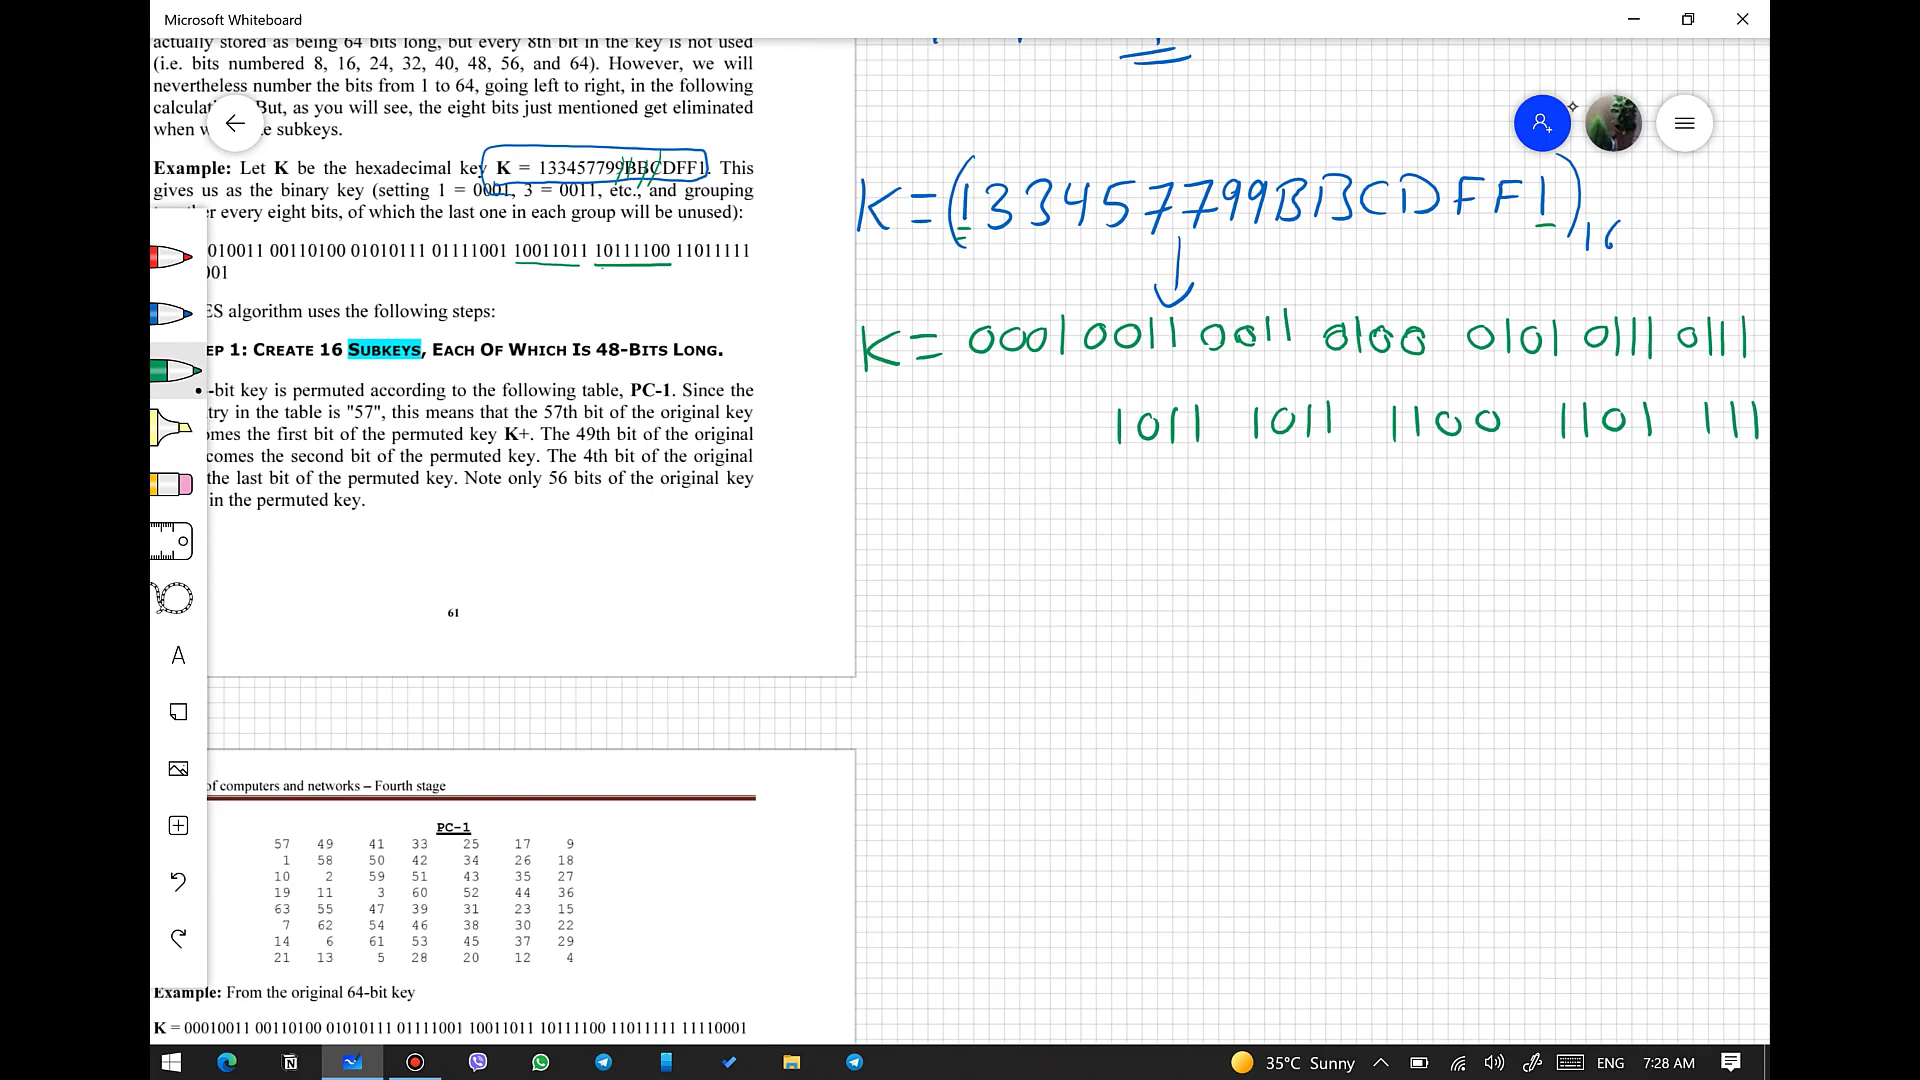 Microsoft Whiteboard
actually stored as being 64 bits long, but every 8th bit in the key is not used
(i.e. bits numbered 8, 16, 24, 32, 40, 48, 56, and 64). However, we will
nevertheless number the bits from 1 to 64, going left to right, in the following
calculat But, as you will see, the eight bits just mentioned get eliminated
when w e subkeys.
Example: Let K be the hexadecimal key K = 133457799BBCDFF1. This
gives us as the binary key (setting 1 = 0001, 3 = 0011, etc., and grouping
er every eight bits, of which the last one in each group will be unused):
010011 00110100 01010111 01111001 10011011 10111100 11011111
001
ES algorithm uses the following steps:
EP 1: CREATE 16 SUBKEYS, EACH OF WHICH IS 48-BITS LONG.
-bit key is permuted according to the following table, PC-1. Since the
try in the table is "57", this means that the 57th bit of the original key
omes the first bit of the permuted key K+. The 49th bit of the original
comes the second bit of the permuted key. The 4th bit of the original
the last bit of the permuted key. Note only 56 bits of the original key
in the permuted key.
61
of computers and networks – Fourth stage
PC-1
57 49 41 33 25 17 9
1 58 50 42 34 26 18
10 2 59 51 43 35 27
19 11 3 60 52 44 36
63 55 47 39 31 23 15
7 62 54 46 38 30 22
14 6 61 53 45 37 29
21 13 5 28 20 12 4
Example: From the original 64-bit key
K = 00010011 00110100 01010111 01111001 10011011 10111100 11011111 11110001
K=(133457799BBCDFF1)16
K= 0001 0011 0011 0100 0101 0111 0111
1011 1011 1100 1101 111
A
35°C Sunny
ENG
7:28 AM